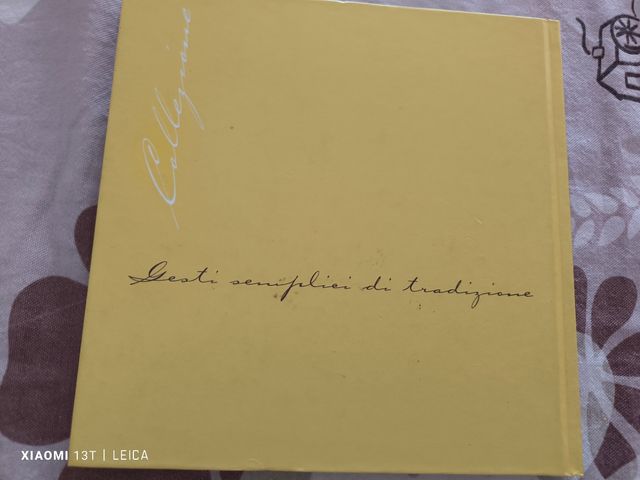 Collezione
Gesti semplici di tradizione
XIAOMI 13T | LEICA